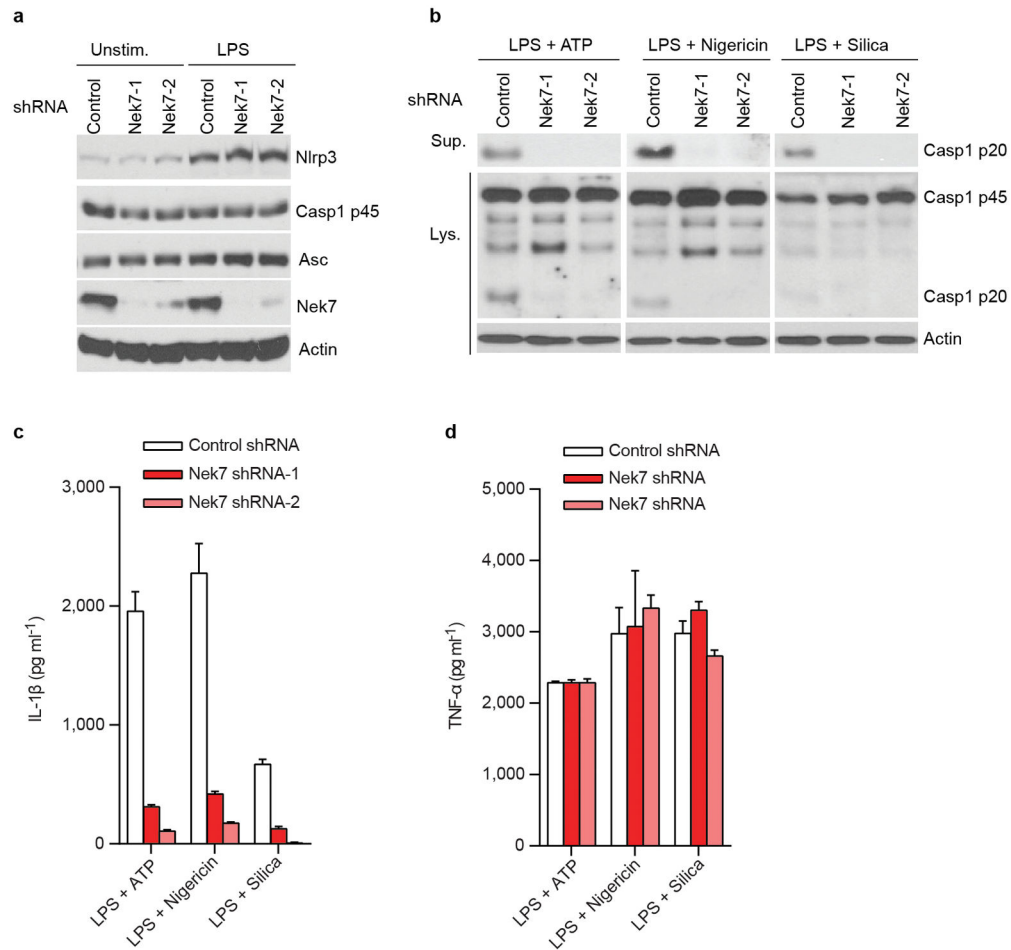 a
Unstim. LPS
shRNA Control Nek7-1 Nek7-2 Control Nek7-1 Nek7-2
Nlrp3
Casp1 p45
Asc
Nek7
Actin
b
LPS + ATP LPS + Nigericin LPS + Silica
shRNA Control Nek7-1 Nek7-2 Control Nek7-1 Nek7-2 Control Nek7-1 Nek7-2
Sup. Casp1 p20
Casp1 p45
Lys.
Casp1 p20
Actin
c
Control shRNA
Nek7 shRNA-1
Nek7 shRNA-2
3,000
2,000
1,000
0
IL-1β (pg ml-1)
LPS + ATP
LPS + Nigericin
LPS + Silica
d
Control shRNA
Nek7 shRNA
Nek7 shRNA
5,000
4,000
3,000
2,000
1,000
0
TNF-α (pg ml-1)
LPS + ATP
LPS + Nigericin
LPS + Silica